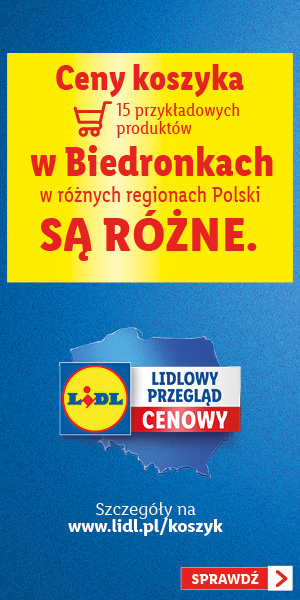 Ceny koszyka
15 przykładowych
produktów
w Biedronkach
w różnych regionach Polski
SĄ RÓŻNE.
LIDL
LIDLOWY
PRZEGLĄD
CENOWY
Szczegóły na
www.lidl.pl/koszyk
SPRAWDŹ